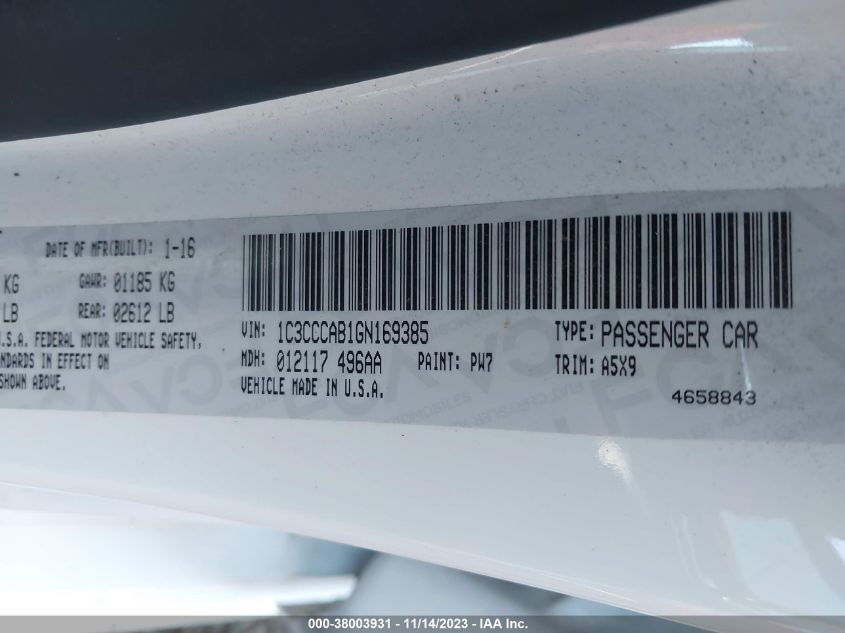 DATE OF MFR(BUILT): 1-16
KG GAWR: 01185 KG
LB REAR: 02612 LB
U.S.A. FEDERAL MOTOR VEHICLE SAFETY,
IN EFFECT ON
SHOWN ABOVE.
VIN: 1C3CCCAB1GN169385 TYPE: PASSENGER CAR
MDH: 012117 496AA PAINT: PW7 TRIM: A5X9
VEHICLE MADE IN U.S.A.
4658843
000-38003931 - 11/14/2023 - IAA Inc.